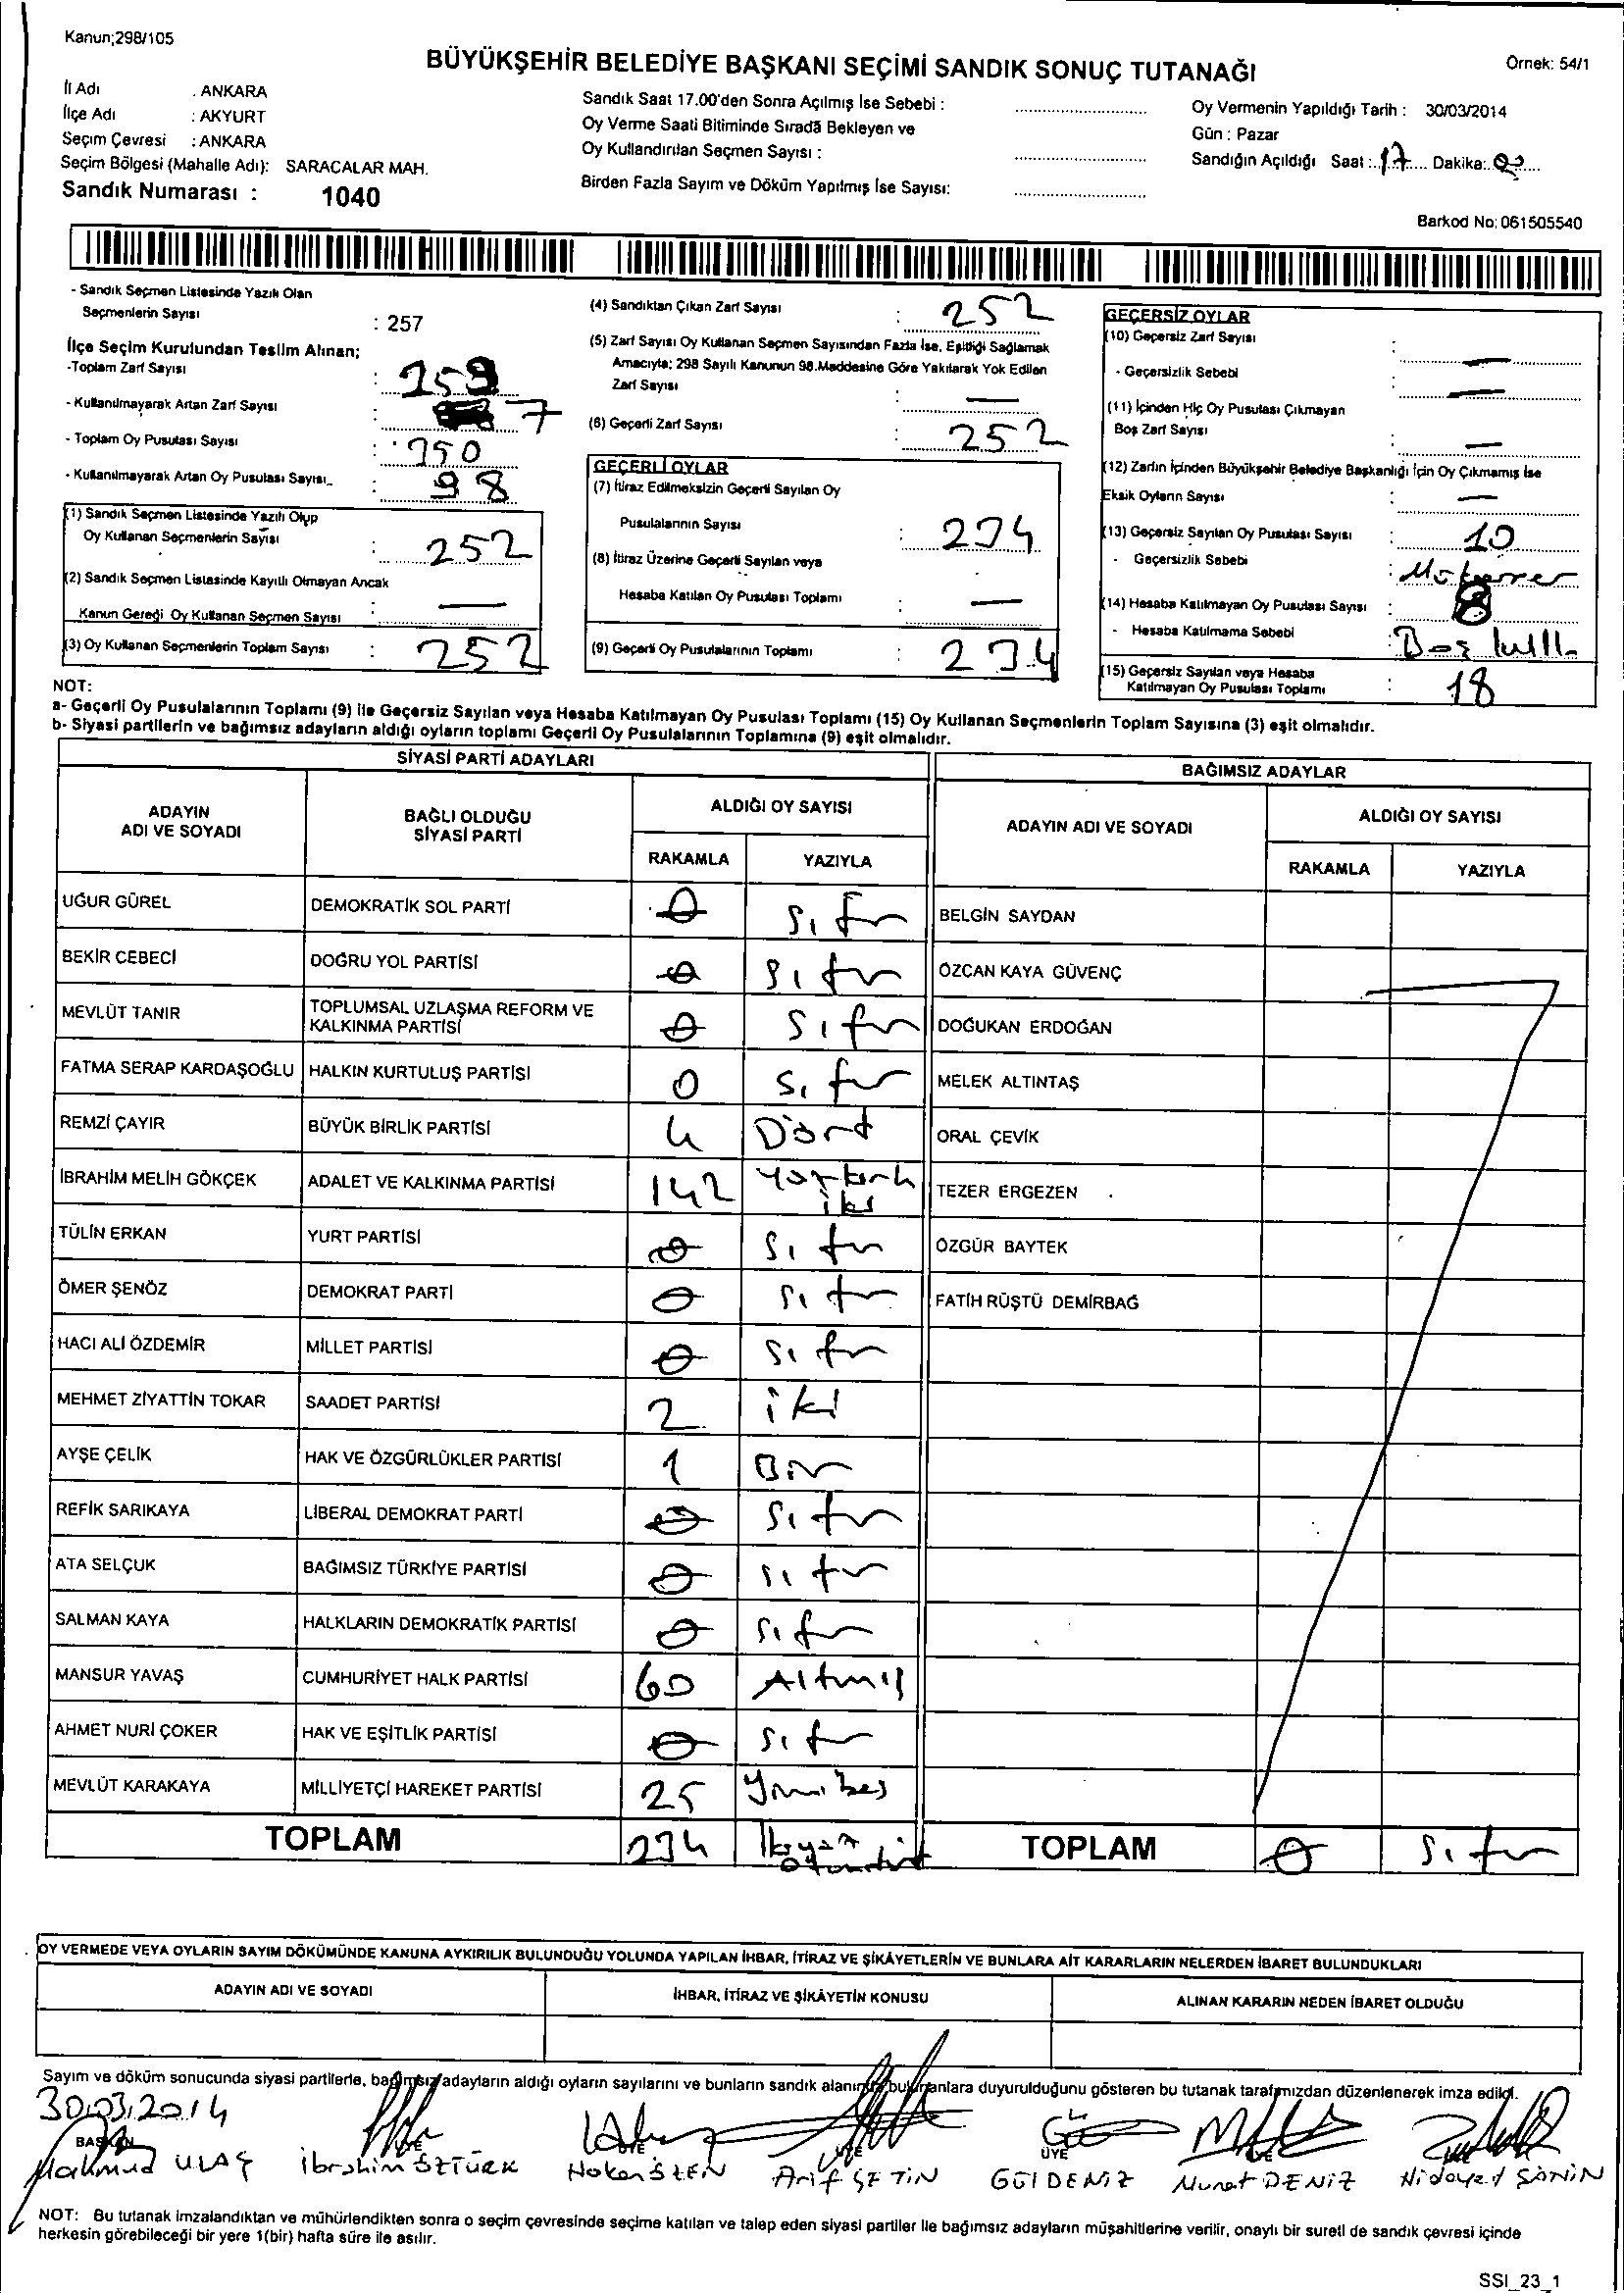 Kanun;298/105
BÜYÜKŞEHİR BELEDİYE BAŞKANI SEÇİMİ SANDIK SONUÇ TUTANAĞI
Örnek: 54/1
İl Adı : ANKARA
İlçe Adı : AKYURT
Seçim Çevresi : ANKARA
Seçim Bölgesi (Mahalle Adı): SARACALAR MAH.
Sandık Numarası : 1040
Sandık Saat 17.00'den Sonra Açılmış İse Sebebi :
Oy Verme Saati Bitiminde Sırada Bekleyen ve
Oy Kullandırılan Seçmen Sayısı :
Birden Fazla Sayım ve Döküm Yapılmış İse Sayısı:
Oy Vermenin Yapıldığı Tarih : 30/03/2014
Gün : Pazar
Sandığın Açıldığı Saat : 17 Dakika: 00
Barkod No: 061505540
- Sandık Seçmen Listesinde Yazılı Olan
Seçmenlerin Sayısı : 257
İlçe Seçim Kurulundan Teslim Alınan;
-Toplam Zarf Sayısı :
- Kullanılmayarak Artan Zarf Sayısı : 7
- Toplam Oy Pusulası Sayısı :
- Kullanılmayarak Artan Oy Pusulası Sayısı : 98
(1) Sandık Seçmen Listesinde Yazılı Olup
Oy Kullanan Seçmenlerin Sayısı : 252
(2) Sandık Seçmen Listesinde Kayıtlı Olmayan Ancak
Kanun Gereği Oy Kullanan Seçmen Sayısı : —
(3) Oy Kullanan Seçmenlerin Toplam Sayısı : 252
(4) Sandıktan Çıkan Zarf Sayısı : 252
(5) Zarf Sayısı Oy Kullanan Seçmen Sayısından Fazla İse, Eşitliği Sağlamak
Amacıyla; 298 Sayılı Kanunun 98.Maddesine Göre Yakılarak Yok Edilen
Zarf Sayısı : —
(6) Geçerli Zarf Sayısı : 252
GEÇERLİ OYLAR
(7) İtiraz Edilmeksizin Geçerli Sayılan Oy
Pusulalarının Sayısı : 234
(8) İtiraz Üzerine Geçerli Sayılan veya
Hesaba Katılan Oy Pusulası Toplamı : —
(9) Geçerli Oy Pusulalarının Toplamı : 234
GEÇERSİZ OYLAR
(10) Geçersiz Zarf Sayısı : —
- Geçersizlik Sebebi : —
(11) İçinden Hiç Oy Pusulası Çıkmayan
Boş Zarf Sayısı : —
(12) Zarfın İçinden Büyükşehir Belediye Başkanlığı İçin Oy Çıkmamış İse
Eksik Oyların Sayısı : —
(13) Geçersiz Sayılan Oy Pusulası Sayısı : 10
- Geçersizlik Sebebi :
(14) Hesaba Katılmayan Oy Pusulası Sayısı : 8
- Hesaba Katılmama Sebebi : Boş
(15) Geçersiz Sayılan veya Hesaba
Katılmayan Oy Pusulası Toplamı : 18
NOT:
a- Geçerli Oy Pusulalarının Toplamı (9) ile Geçersiz Sayılan veya Hesaba Katılmayan Oy Pusulası Toplamı (15) Oy Kullanan Seçmenlerin Toplam Sayısına (3) eşit olmalıdır.
b- Siyasi partilerin ve bağımsız adayların aldığı oyların toplamı Geçerli Oy Pusulalarının Toplamına (9) eşit olmalıdır.
SİYASİ PARTİ ADAYLARI
ADAYIN ADI VE SOYADI BAĞLI OLDUĞU SİYASİ PARTİ ALDIĞI OY SAYISI
RAKAMLA YAZIYLA
UĞUR GÜREL DEMOKRATİK SOL PARTİ 0 Sıfır
BEKİR CEBECİ DOĞRU YOL PARTİSİ 0 Sıfır
MEVLÜT TANIR TOPLUMSAL UZLAŞMA REFORM VE KALKINMA PARTİSİ 0 Sıfır
FATMA SERAP KARDAŞOĞLU HALKIN KURTULUŞ PARTİSİ 0 Sıfır
REMZİ ÇAYIR BÜYÜK BİRLİK PARTİSİ 4 Dört
İBRAHİM MELİH GÖKÇEK ADALET VE KALKINMA PARTİSİ 142 Yüzkırk iki
TÜLİN ERKAN YURT PARTİSİ 0 Sıfır
ÖMER ŞENÖZ DEMOKRAT PARTİ 0 Sıfır
HACI ALİ ÖZDEMİR MİLLET PARTİSİ 0 Sıfır
MEHMET ZİYATTİN TOKAR SAADET PARTİSİ 2 iki
AYŞE ÇELİK HAK VE ÖZGÜRLÜKLER PARTİSİ 1 Bir
REFİK SARIKAYA LİBERAL DEMOKRAT PARTİ 0 Sıfır
ATA SELÇUK BAĞIMSIZ TÜRKİYE PARTİSİ 0 Sıfır
SALMAN KAYA HALKLARIN DEMOKRATİK PARTİSİ 0 Sıfır
MANSUR YAVAŞ CUMHURİYET HALK PARTİSİ 60 Altmış
AHMET NURİ ÇOKER HAK VE EŞİTLİK PARTİSİ 0 Sıfır
MEVLÜT KARAKAYA MİLLİYETÇİ HAREKET PARTİSİ 25 Yirmibeş
TOPLAM 234 İkiyüz otuzdört
BAĞIMSIZ ADAYLAR
ADAYIN ADI VE SOYADI ALDIĞI OY SAYISI
RAKAMLA YAZIYLA
BELGİN SAYDAN
ÖZCAN KAYA GÜVENÇ
DOĞUKAN ERDOĞAN
MELEK ALTINTAŞ
ORAL ÇEVİK
TEZER ERGEZEN
ÖZGÜR BAYTEK
FATİH RÜŞTÜ DEMİRBAĞ
TOPLAM 0 Sıfır
OY VERMEDE VEYA OYLARIN SAYIM DÖKÜMÜNDE KANUNA AYKIRILIK BULUNDUĞU YOLUNDA YAPILAN İHBAR, İTİRAZ VE ŞİKÂYETLERİN VE BUNLARA AİT KARARLARIN NELERDEN İBARET BULUNDUKLARI
ADAYIN ADI VE SOYADI İHBAR, İTİRAZ VE ŞİKÂYETİN KONUSU ALINAN KARARIN NEDEN İBARET OLDUĞU
Sayım ve döküm sonucunda siyasi partilerle, bağımsız adayların aldığı oyların sayılarını ve bunların sandık alanında bulunanlara duyurulduğunu gösteren bu tutanak tarafımızdan düzenlenerek imza edildi.
30.03.2014
BAŞKAN ÜYE ÜYE ÜYE ÜYE ÜYE
Mahmud ULAŞ İbrahim ÖZTÜRK Hakan ÖZEN Arif ÇETİN GÜL DENİZ Murat DENİZ Hidayet ŞAHİN
NOT: Bu tutanak imzalandıktan ve mühürlendikten sonra o seçim çevresinde seçime katılan ve talep eden siyasi partiler ile bağımsız adayların müşahitlerine verilir, onaylı bir sureti de sandık çevresi içinde
herkesin görebileceği bir yere 1(bir) hafta süre ile asılır.
SSI_23_1